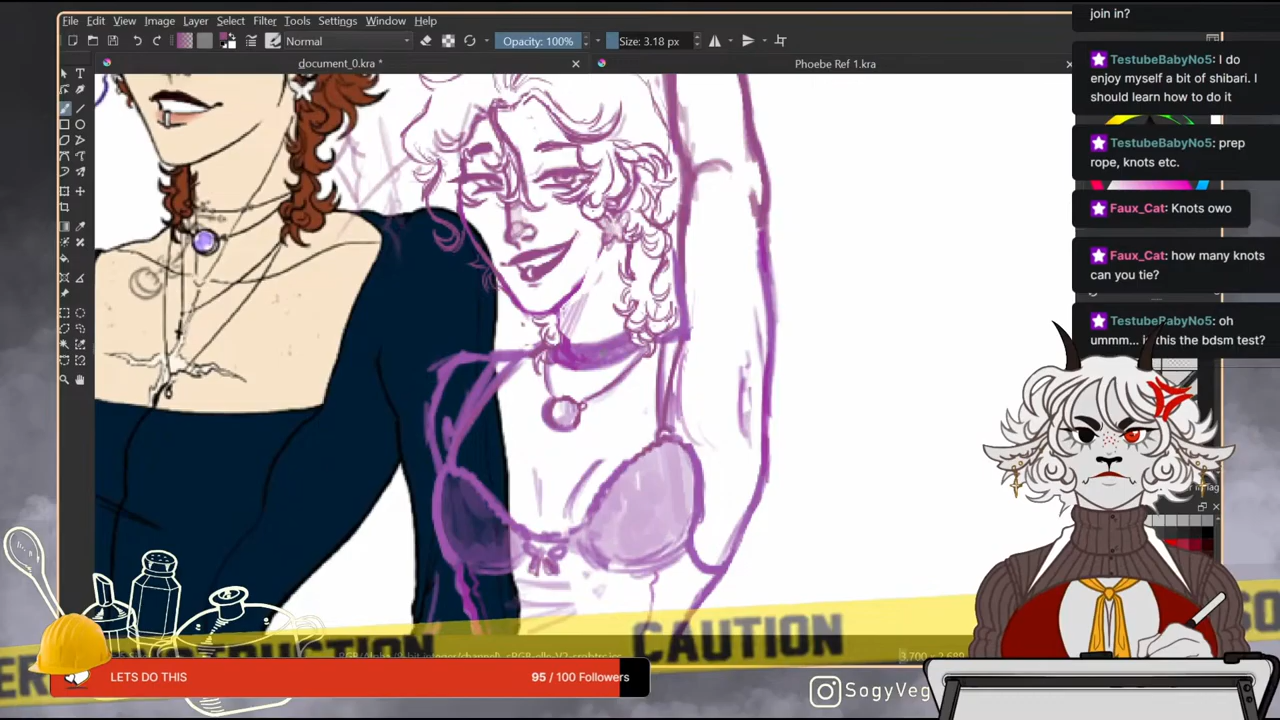 File Edit View Image Layer Select Filter Tools Settings Window Help
Normal
Opacity: 100%
Size: 3.18 px
document_0.kra *
Phoebe Ref 1.kra
join in?
TestubeBabyNo5: I do
enjoy myself a bit of shibari. I
should learn how to do it
TestubeBabyNo5: prep
rope, knots etc.
Faux_Cat: Knots owo
Faux_Cat: how many knots
can you tie?
oh
ummm... is this the bdsm test?
CAUTION
LETS DO THIS
95 / 100 Followers
SogyVeg